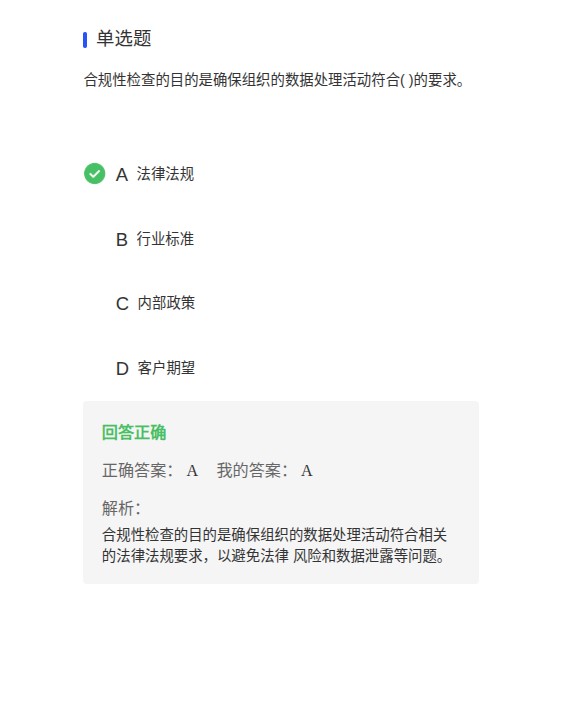 单选题
合规性检查的目的是确保组织的数据处理活动符合( )的要求。
A 法律法规
B 行业标准
C 内部政策
D 客户期望
回答正确
正确答案： A 我的答案： A
解析：
合规性检查的目的是确保组织的数据处理活动符合相关
的法律法规要求，以避免法律 风险和数据泄露等问题。